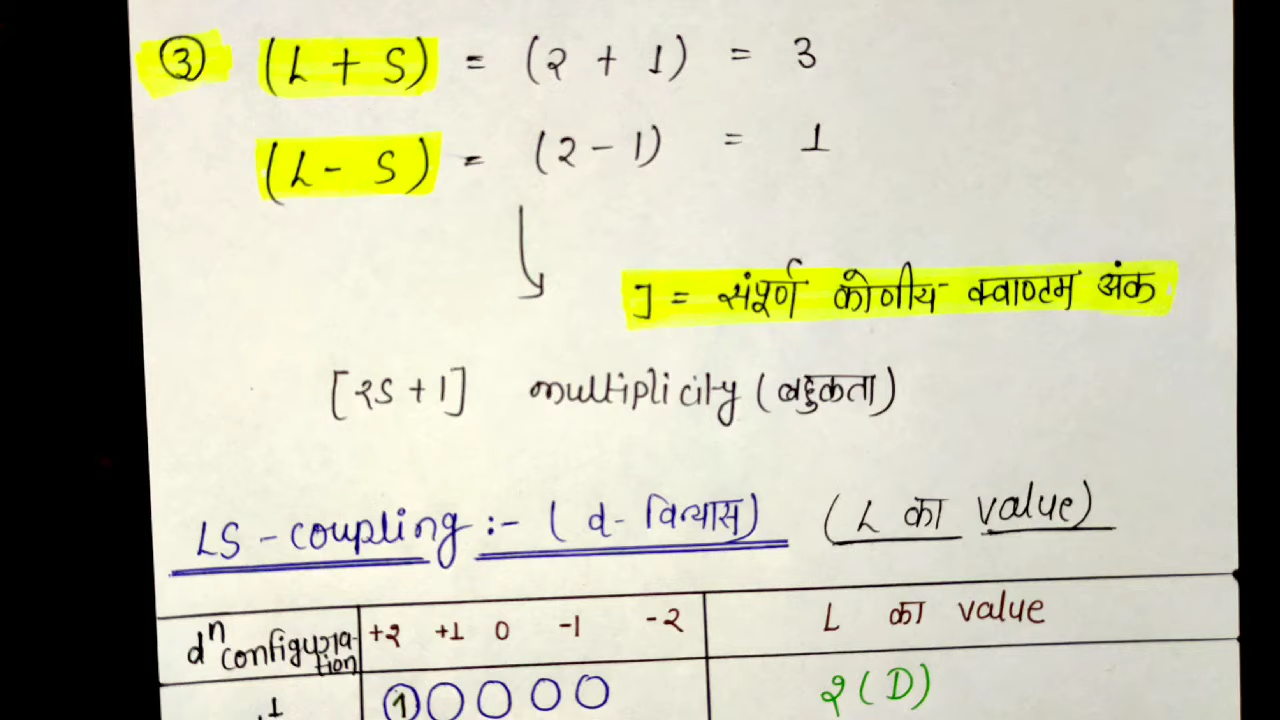 ③ (L + S) = (2 + 1) = 3
(L - S) = (2 - 1) = 1
J = संपूर्ण कोणीय क्वाण्टम अंक
[2S + 1] multiplicity (बहुकता)
LS - coupling :- ( d - विन्यास) (L का value)
dⁿ configuration +2 +1 0 -1 -2 L का value
1 2 (D)